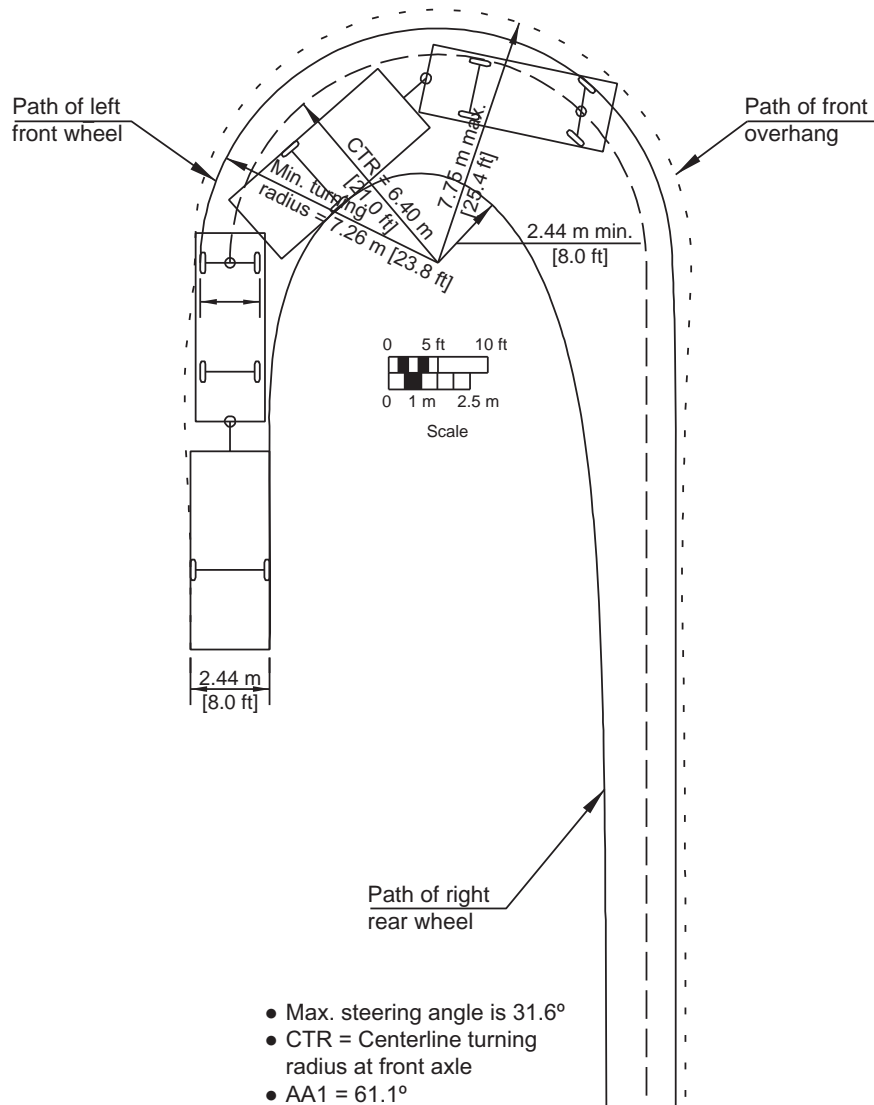 Path of left
front wheel
Path of front
overhang
7.75 m max.
[25.4 ft]
CTR = 6.40 m
[21.0 ft]
Min. turning
radius = 7.26 m [23.8 ft]
2.44 m min.
[8.0 ft]
0 5 ft 10 ft
0 1 m 2.5 m
Scale
2.44 m
[8.0 ft]
Path of right
rear wheel
● Max. steering angle is 31.6º
● CTR = Centerline turning
radius at front axle
● AA1 = 61.1º